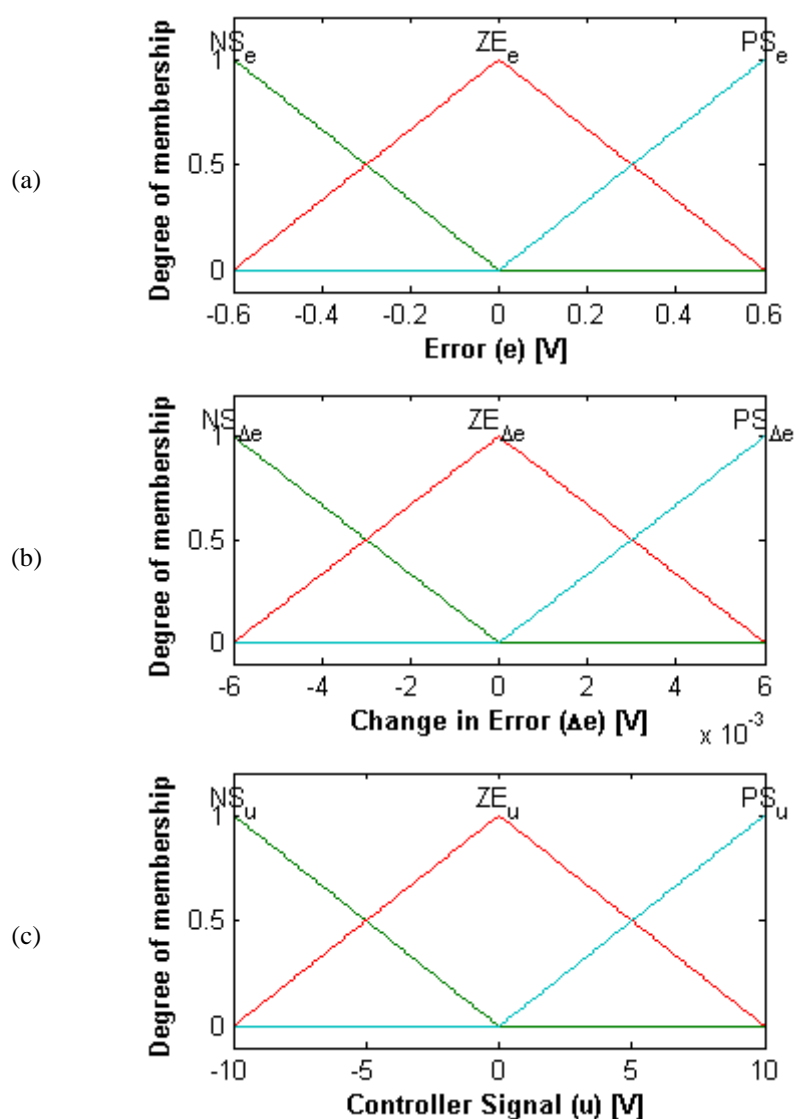 (a)
NSₑ ZEₑ PSₑ
1
0.5
0
Degree of membership
-0.6 -0.4 -0.2 0 0.2 0.4 0.6
Error (e) [V]
(b)
NS_Δe ZE_Δe PS_Δe
1
0.5
0
Degree of membership
-6 -4 -2 0 2 4 6
Change in Error (Δe) [V]
x 10⁻³
(c)
NSᵤ ZEᵤ PSᵤ
1
0.5
0
Degree of membership
-10 -5 0 5 10
Controller Signal (u) [V]